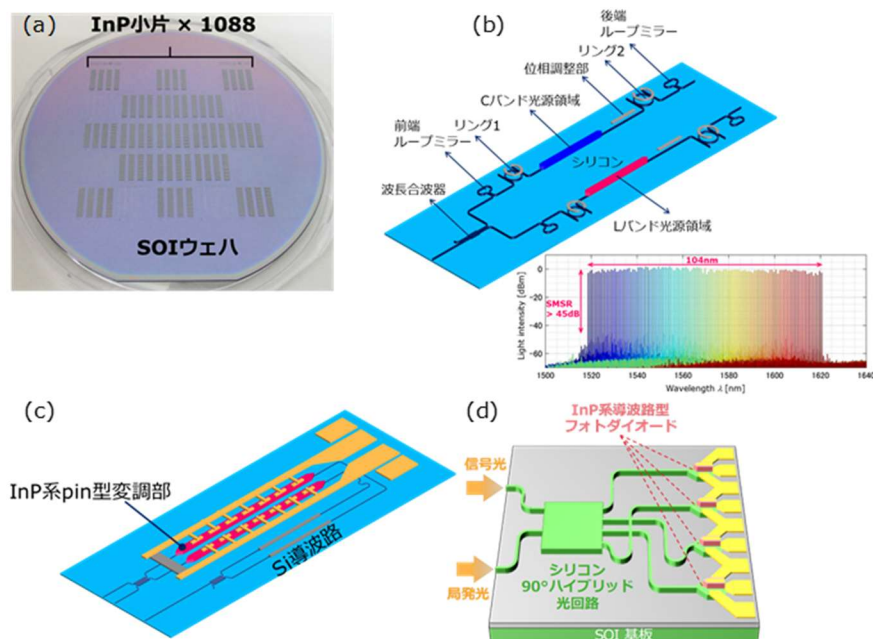 (a)
InP小片 × 1088
SOIウェハ
(b)
後端
ループミラー
リング2
位相調整部
Cバンド光源領域
前端
ループミラー
リング1
シリコン
波長合波器
Lバンド光源領域
104nm
SMSR
> 45dB
Light intensity [dBm]
0
−20
−40
−60
1500
1520
1540
1560
1580
1600
1620
1640
Wavelength λ [nm]
(c)
InP系pin型変調部
Si導波路
(d)
InP系導波路型
フォトダイオード
信号光
局発光
シリコン
90°ハイブリッド
光回路
SOI 基板